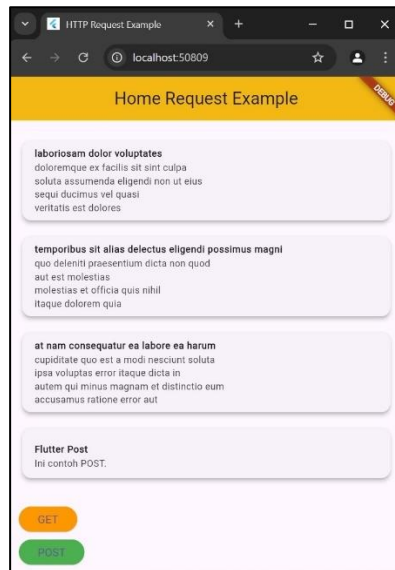 HTTP Request Example
localhost:50809
Home Request Example
DEBUG
laboriosam dolor voluptates
doloremque ex facilis sit sint culpa
soluta assumenda eligendi non ut eius
sequi ducimus vel quasi
veritatis est dolores
temporibus sit alias delectus eligendi possimus magni
quo deleniti praesentium dicta non quod
aut est molestias
molestias et officia quis nihil
itaque dolorem quia
at nam consequatur ea labore ea harum
cupiditate quo est a modi nesciunt soluta
ipsa voluptas error itaque dicta in
autem qui minus magnam et distinctio eum
accusamus ratione error aut
Flutter Post
Ini contoh POST.
GET
POST